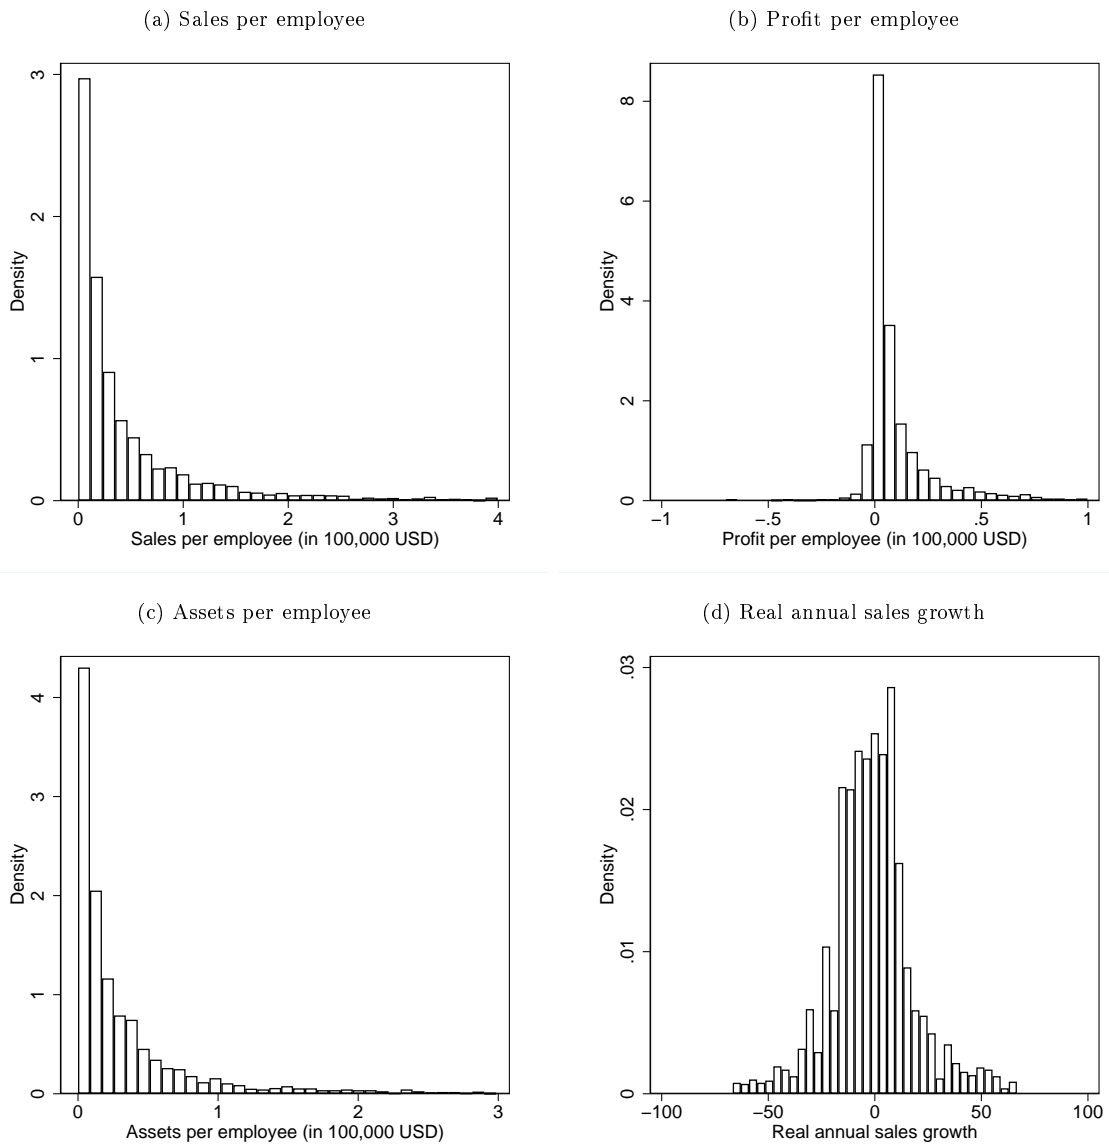 (a) Sales per employee
3
2
1
0
Density
0 1 2 3 4
Sales per employee (in 100,000 USD)
(b) Profit per employee
8
6
4
2
0
Density
−1 −.5 0 .5 1
Profit per employee (in 100,000 USD)
(c) Assets per employee
4
3
2
1
0
Density
0 1 2 3
Assets per employee (in 100,000 USD)
(d) Real annual sales growth
.03
.02
.01
0
Density
−100 −50 0 50 100
Real annual sales growth